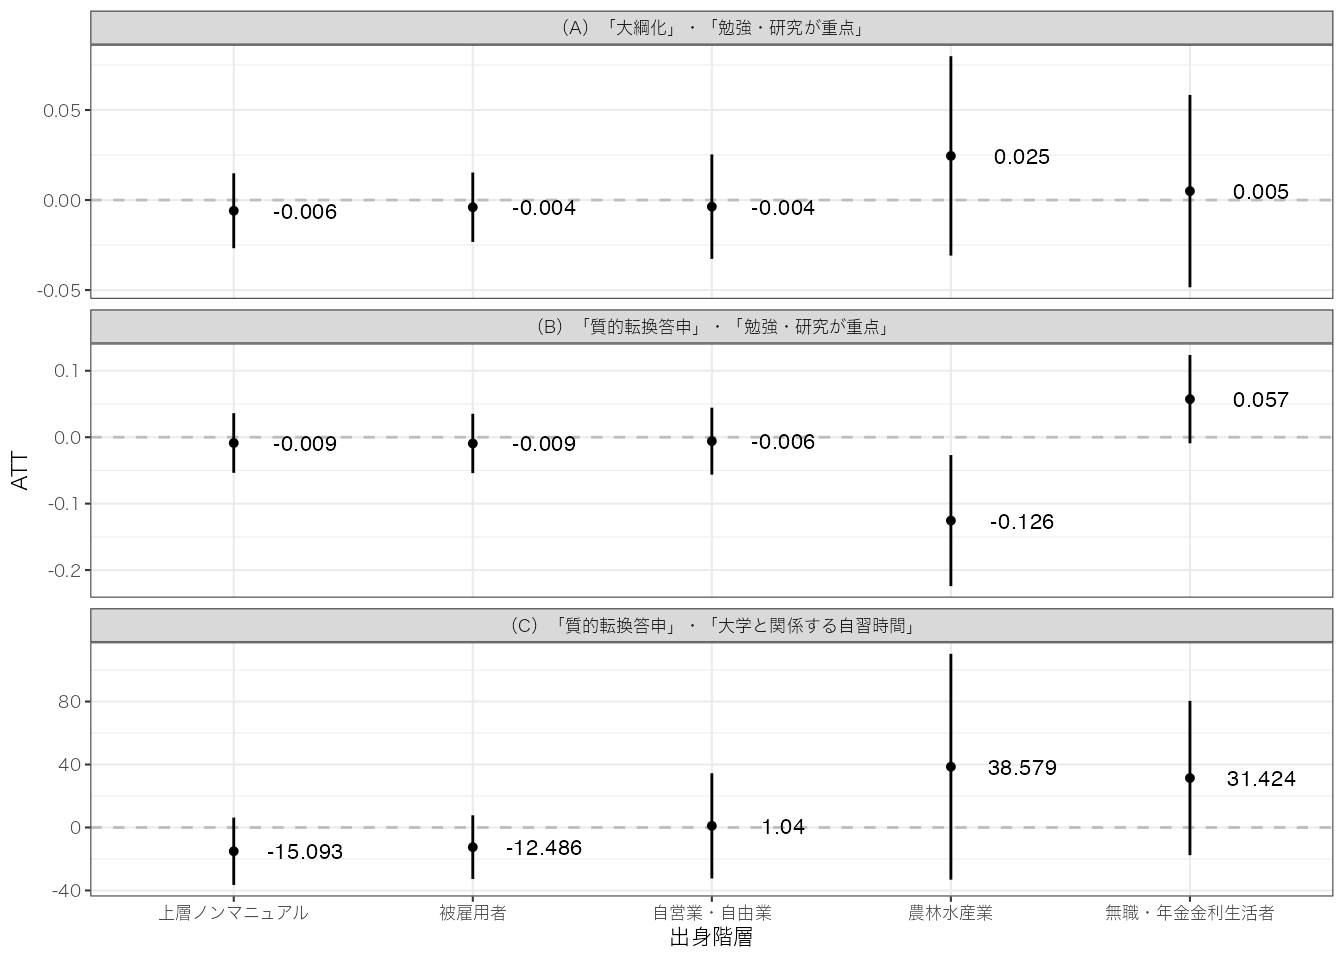 (A) 「大綱化」・「勉強・研究が重点」
0.05
0.00
-0.05
-0.006
-0.004
-0.004
0.025
0.005
(B) 「質的転換答申」・「勉強・研究が重点」
0.1
0.0
-0.1
-0.2
-0.009
-0.009
-0.006
-0.126
0.057
(C) 「質的転換答申」・「大学と関係する自習時間」
80
40
0
-40
-15.093
-12.486
1.04
38.579
31.424
ATT
上層ノンマニュアル
被雇用者
自営業・自由業
農林水産業
無職・年金金利生活者
出身階層